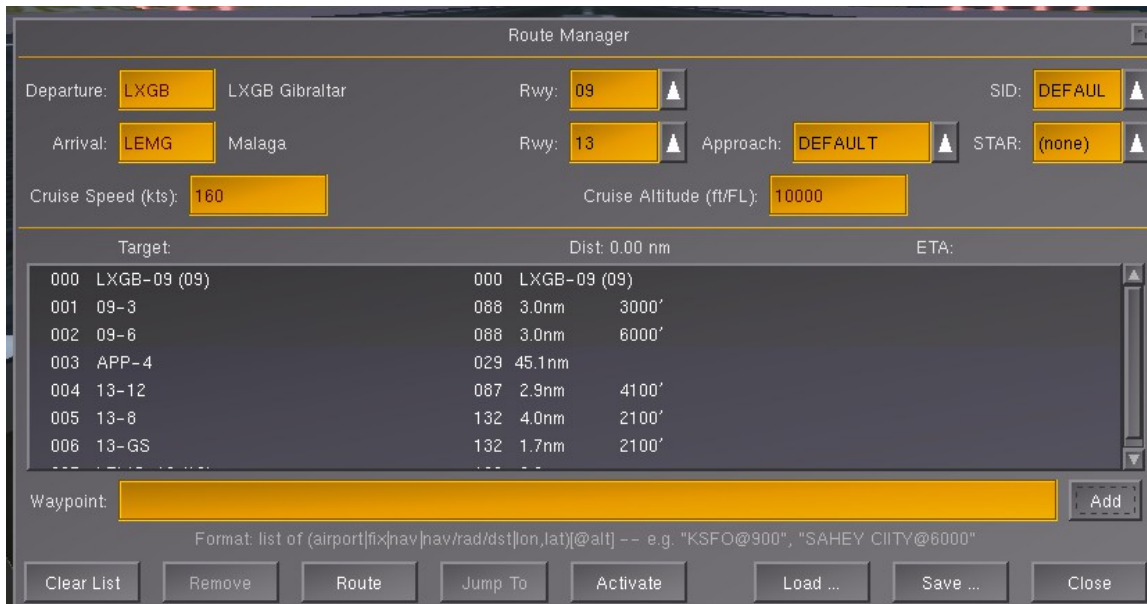 Route Manager
Departure: LXGB LXGB Gibraltar Rwy: 09 SID: DEFAUL
Arrival: LEMG Malaga Rwy: 13 Approach: DEFAULT STAR: (none)
Cruise Speed (kts): 160 Cruise Altitude (ft/FL): 10000
Target: Dist: 0.00 nm ETA:
000 LXGB-09 (09) 000 LXGB-09 (09)
001 09-3 088 3.0nm 3000'
002 09-6 088 3.0nm 6000'
003 APP-4 029 45.1nm
004 13-12 087 2.9nm 4100'
005 13-8 132 4.0nm 2100'
006 13-GS 132 1.7nm 2100'
Waypoint: Add
Format: list of (airport|fix|nav|nav/rad/dst|lon,lat)[@alt] -- e.g. "KSFO@900", "SAHEY CIITY@6000"
Clear List Remove Route Jump To Activate Load ... Save ... Close